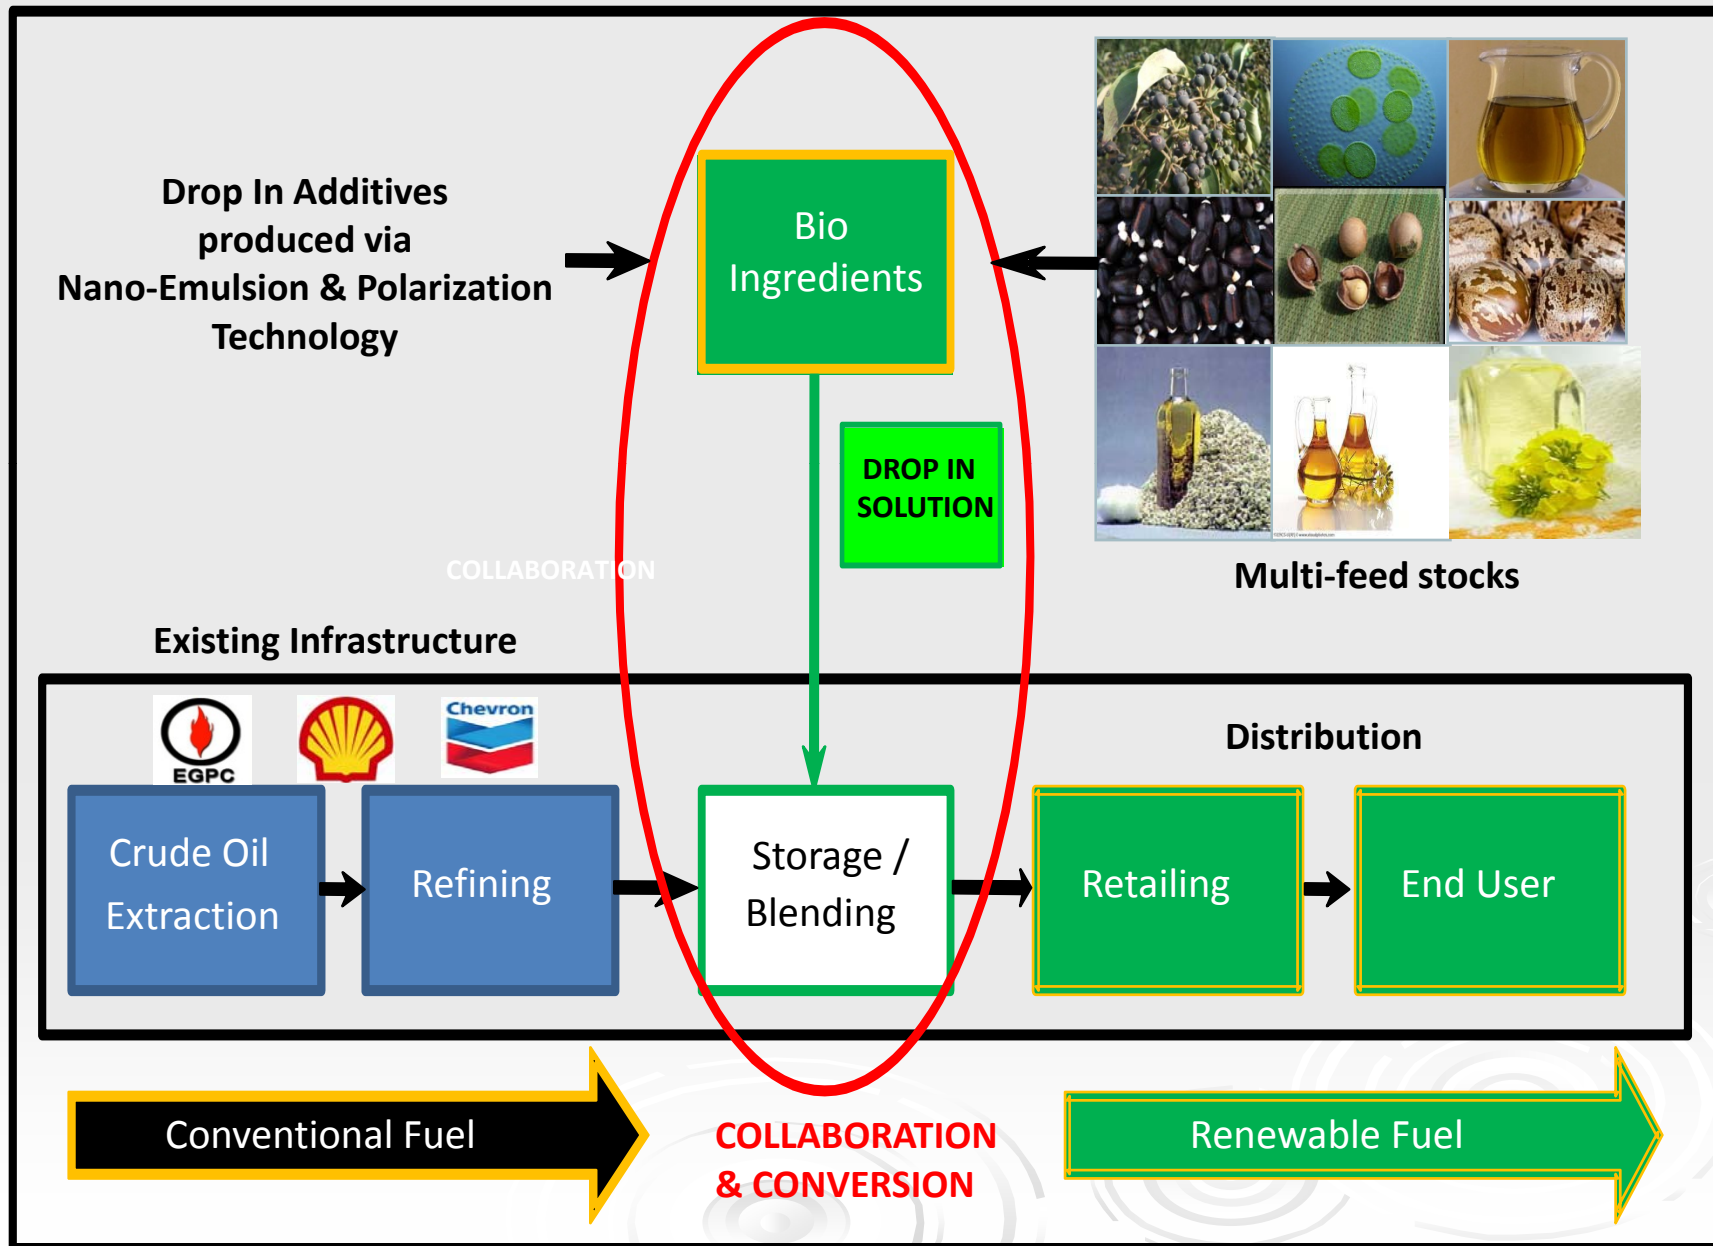 Drop In Additives
produced via
Nano-Emulsion & Polarization
Technology
Bio
Ingredients
DROP IN
SOLUTION
COLLABORATION
Multi-feed stocks
Existing Infrastructure
EGPC
Chevron
Distribution
Crude Oil
Extraction
Refining
Storage /
Blending
Retailing
End User
Conventional Fuel
COLLABORATION
& CONVERSION
Renewable Fuel